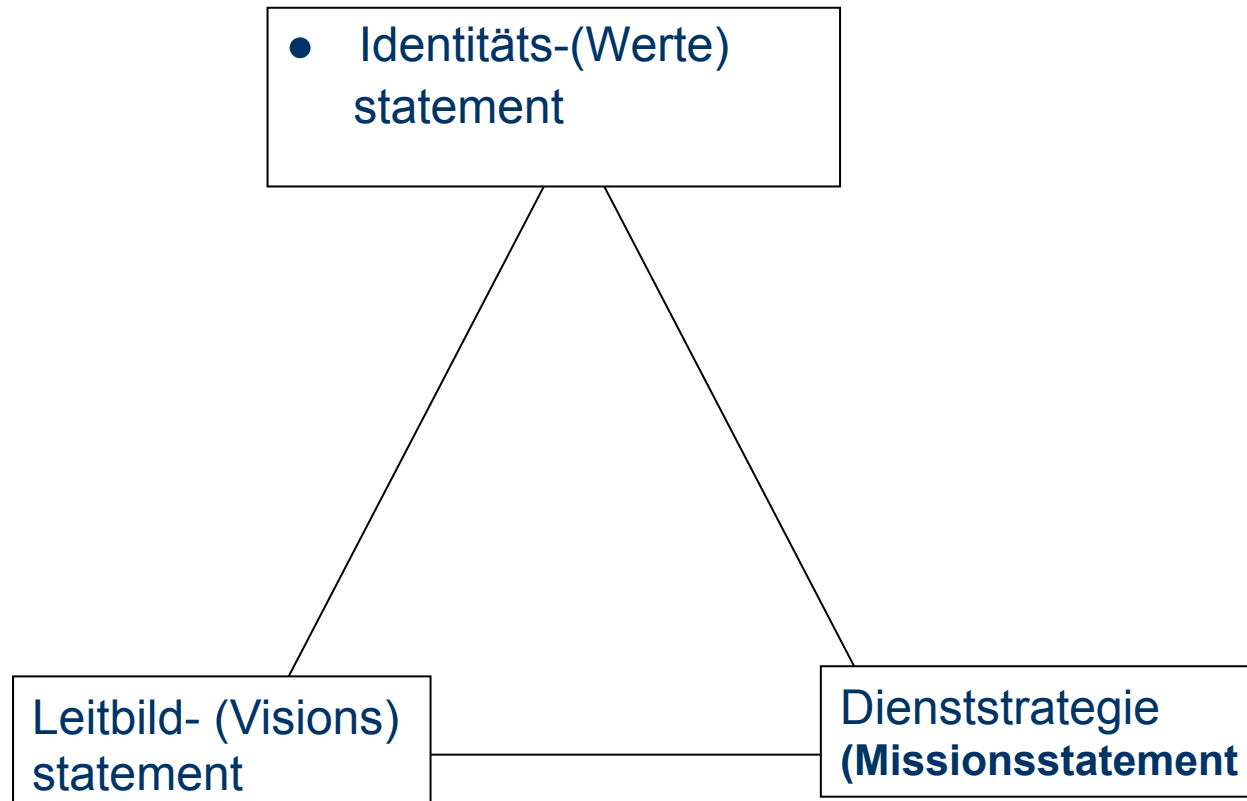 ● Identitäts-(Werte)
statement
Leitbild- (Visions)
statement
Dienststrategie
(Missionsstatement